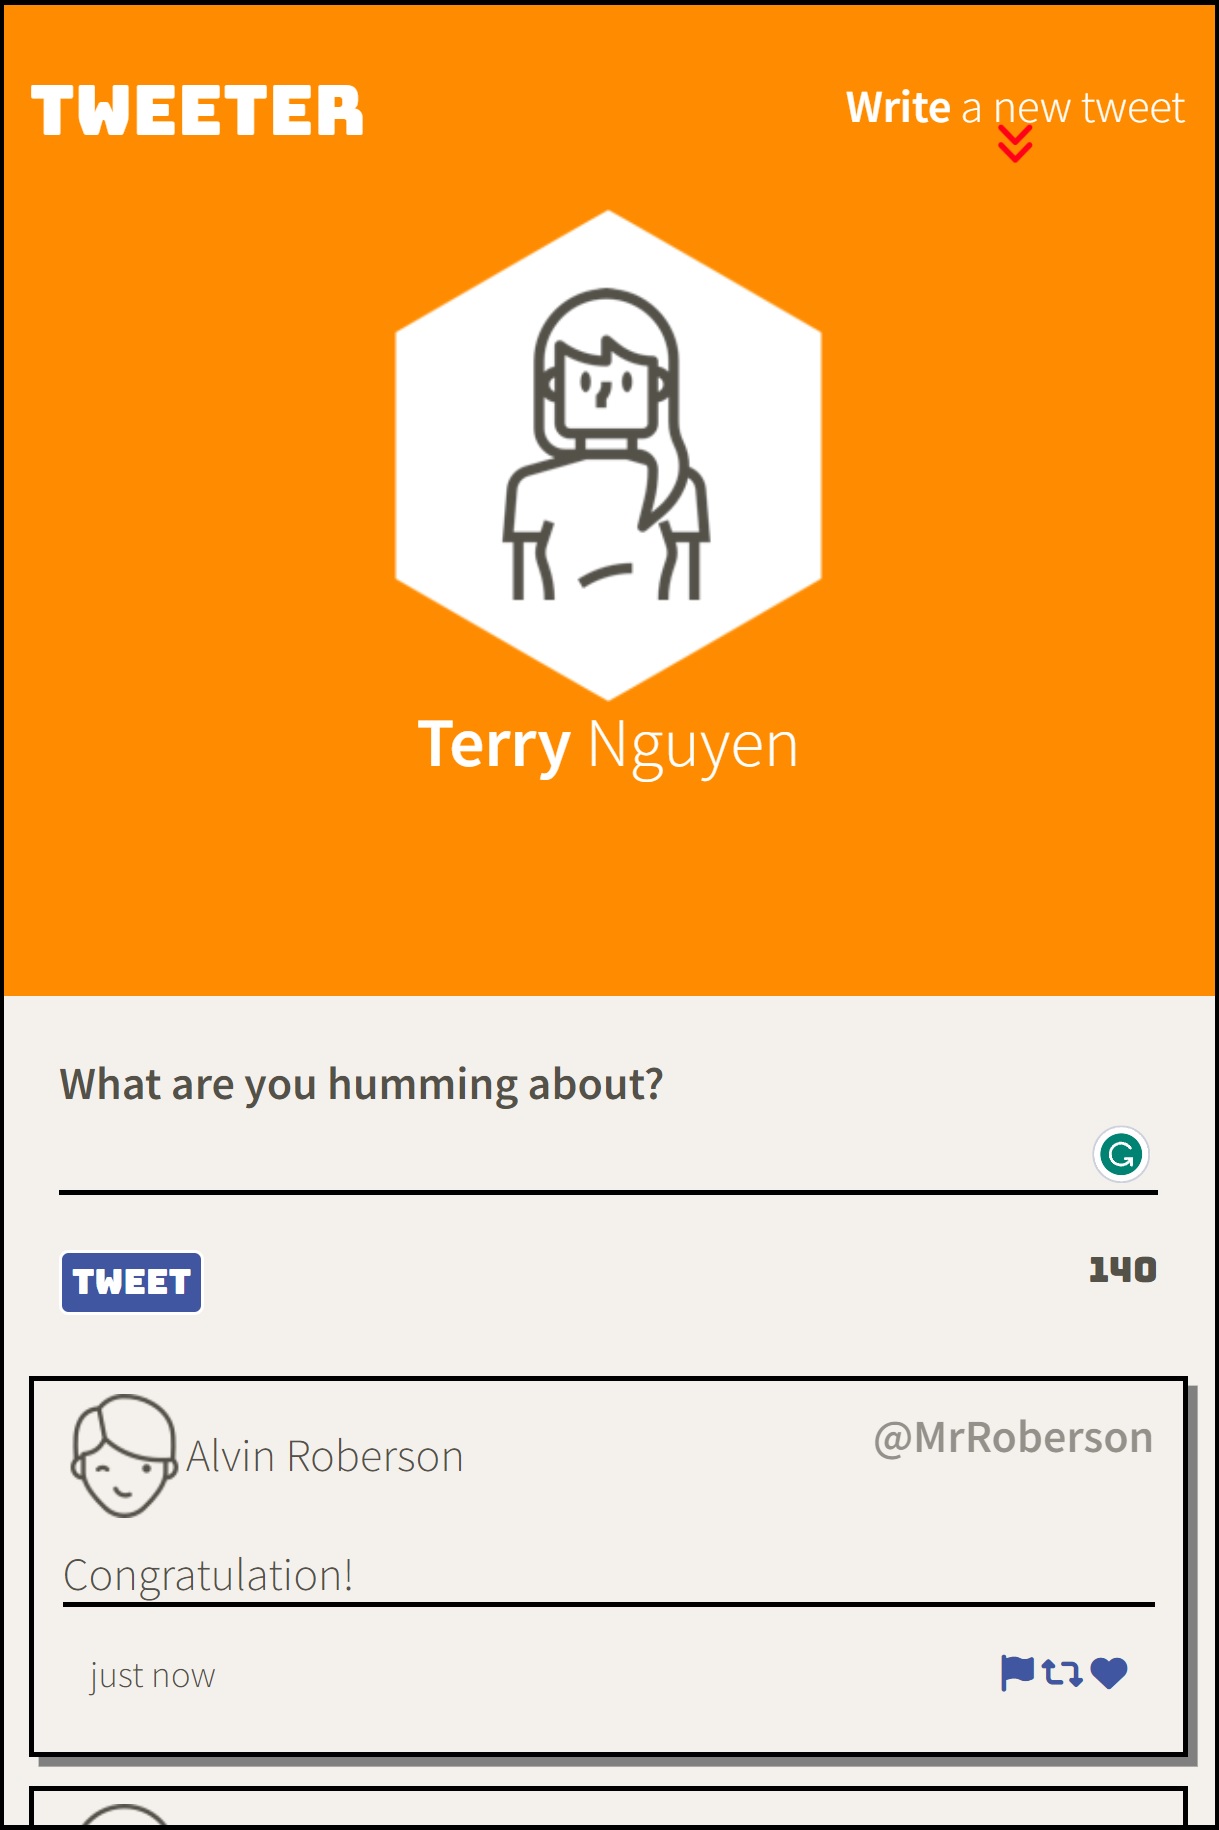 TWEETER
Write a new tweet
Terry Nguyen
What are you humming about?
TWEET
140
Alvin Roberson
@MrRoberson
Congratulation!
just now